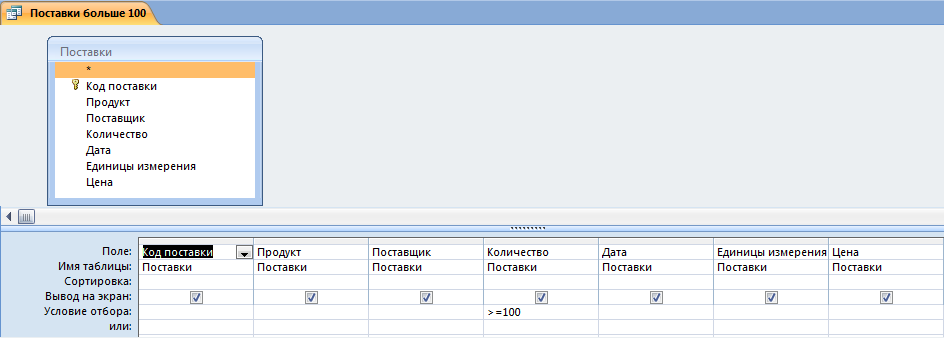 Поставки больше 100
Поставки
*
Код поставки
Продукт
Поставщик
Количество
Дата
Единицы измерения
Цена
Поле: Код поставки Продукт Поставщик Количество Дата Единицы измерения Цена
Имя таблицы: Поставки Поставки Поставки Поставки Поставки Поставки Поставки
Сортировка:
Вывод на экран:
Условие отбора: >=100
или: